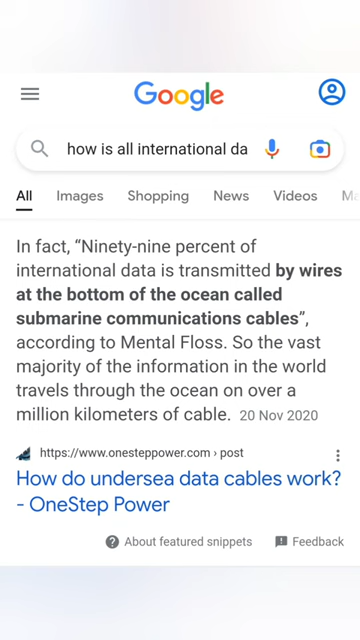 Google
how is all international da
All Images Shopping News Videos Ma
In fact, “Ninety-nine percent of
international data is transmitted by wires
at the bottom of the ocean called
submarine communications cables”,
according to Mental Floss. So the vast
majority of the information in the world
travels through the ocean on over a
million kilometers of cable. 20 Nov 2020
https://www.onesteppower.com › post
How do undersea data cables work?
- OneStep Power
About featured snippets Feedback